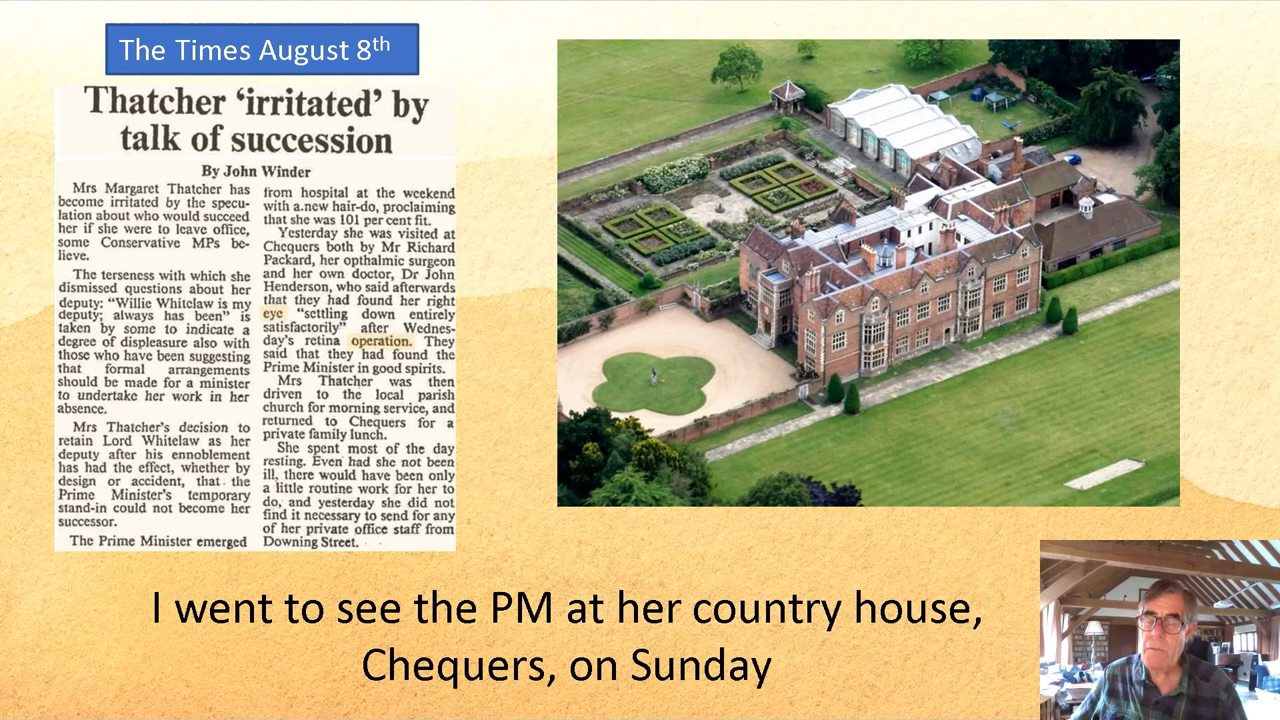 The Times August 8th
Thatcher ‘irritated’ by
talk of succession
By John Winder
Mrs Margaret Thatcher has
become irritated by the specu-
lation about who would succeed
her if she were to leave office,
some Conservative MPs be-
lieve.
The terseness with which she
dismissed questions about her
deputy: “Willie Whitelaw is my
deputy; always has been” is
taken by some to indicate a
degree of displeasure also with
those who have been suggesting
that formal arrangements
should be made for a minister
to undertake her work in her
absence.
Mrs Thatcher’s decision to
retain Lord Whitelaw as her
deputy after his ennoblement
has had the effect, whether by
design or accident, that the
Prime Minister’s temporary
stand-in could not become her
successor.
The Prime Minister emerged
from hospital at the weekend
with a new hair-do, proclaiming
that she was 101 per cent fit.
Yesterday she was visited at
Chequers both by Mr Richard
Packard, her opthalmic surgeon
and her own doctor, Dr John
Henderson, who said afterwards
that they had found her right
eye “settling down entirely
satisfactorily” after Wednes-
day’s retina operation. They
said that they had found the
Prime Minister in good spirits.
Mrs Thatcher was then
driven to the local parish
church for morning service, and
returned to Chequers for a
private family lunch.
She spent most of the day
resting. Even had she not been
ill, there would have been only
a little routine work for her to
do, and yesterday she did not
find it necessary to send for any
of her private office staff from
Downing Street.
I went to see the PM at her country house,
Chequers, on Sunday